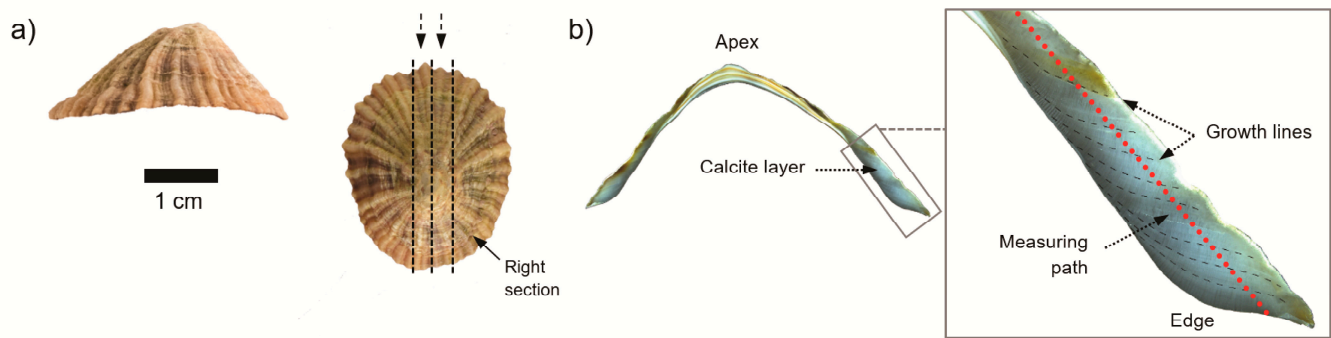 a)
1 cm
Right
section
b)
Apex
Calcite layer
Growth lines
Measuring
path
Edge